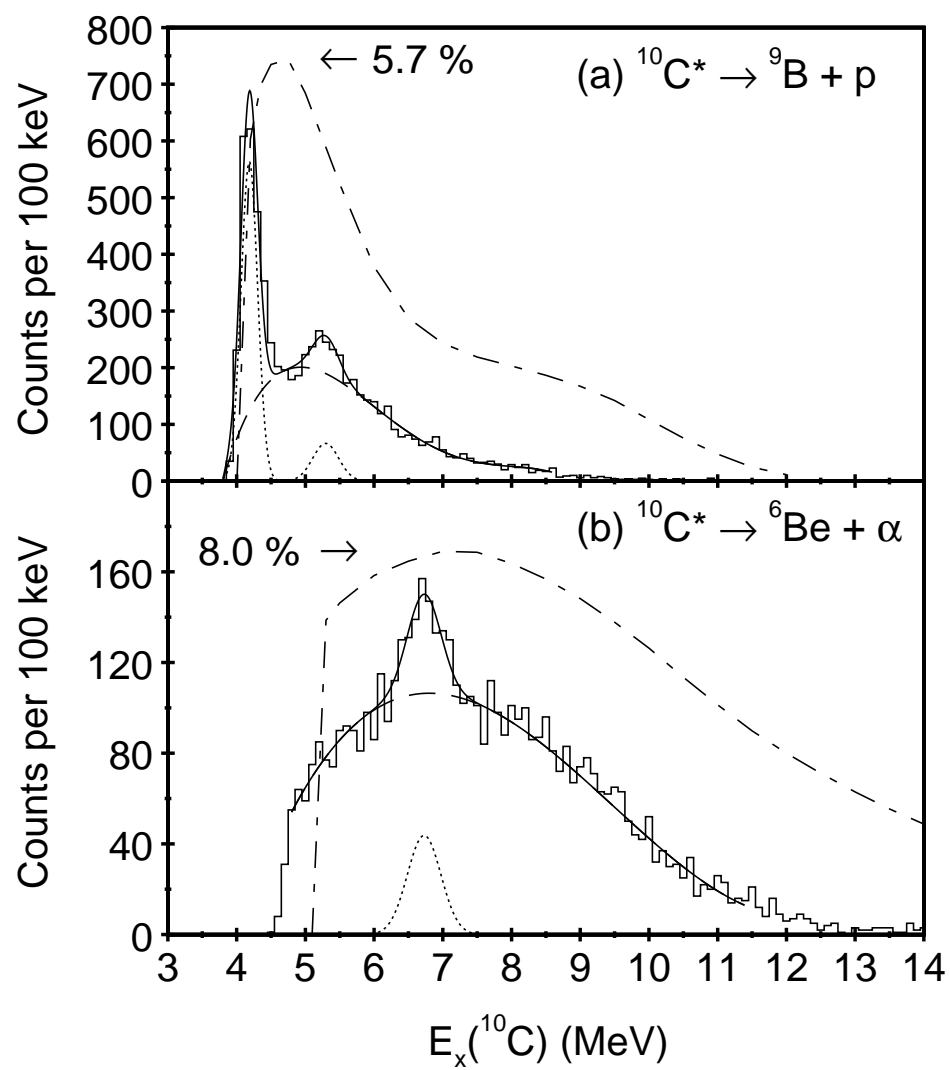 800
700
600
500
400
300
200
100
0
Counts per 100 keV
← 5.7 %
(a) ¹⁰C* → ⁹B + p
160
120
80
40
0
Counts per 100 keV
8.0 % →
(b) ¹⁰C* → ⁶Be + α
3 4 5 6 7 8 9 10 11 12 13 14
Eₓ(¹⁰C) (MeV)